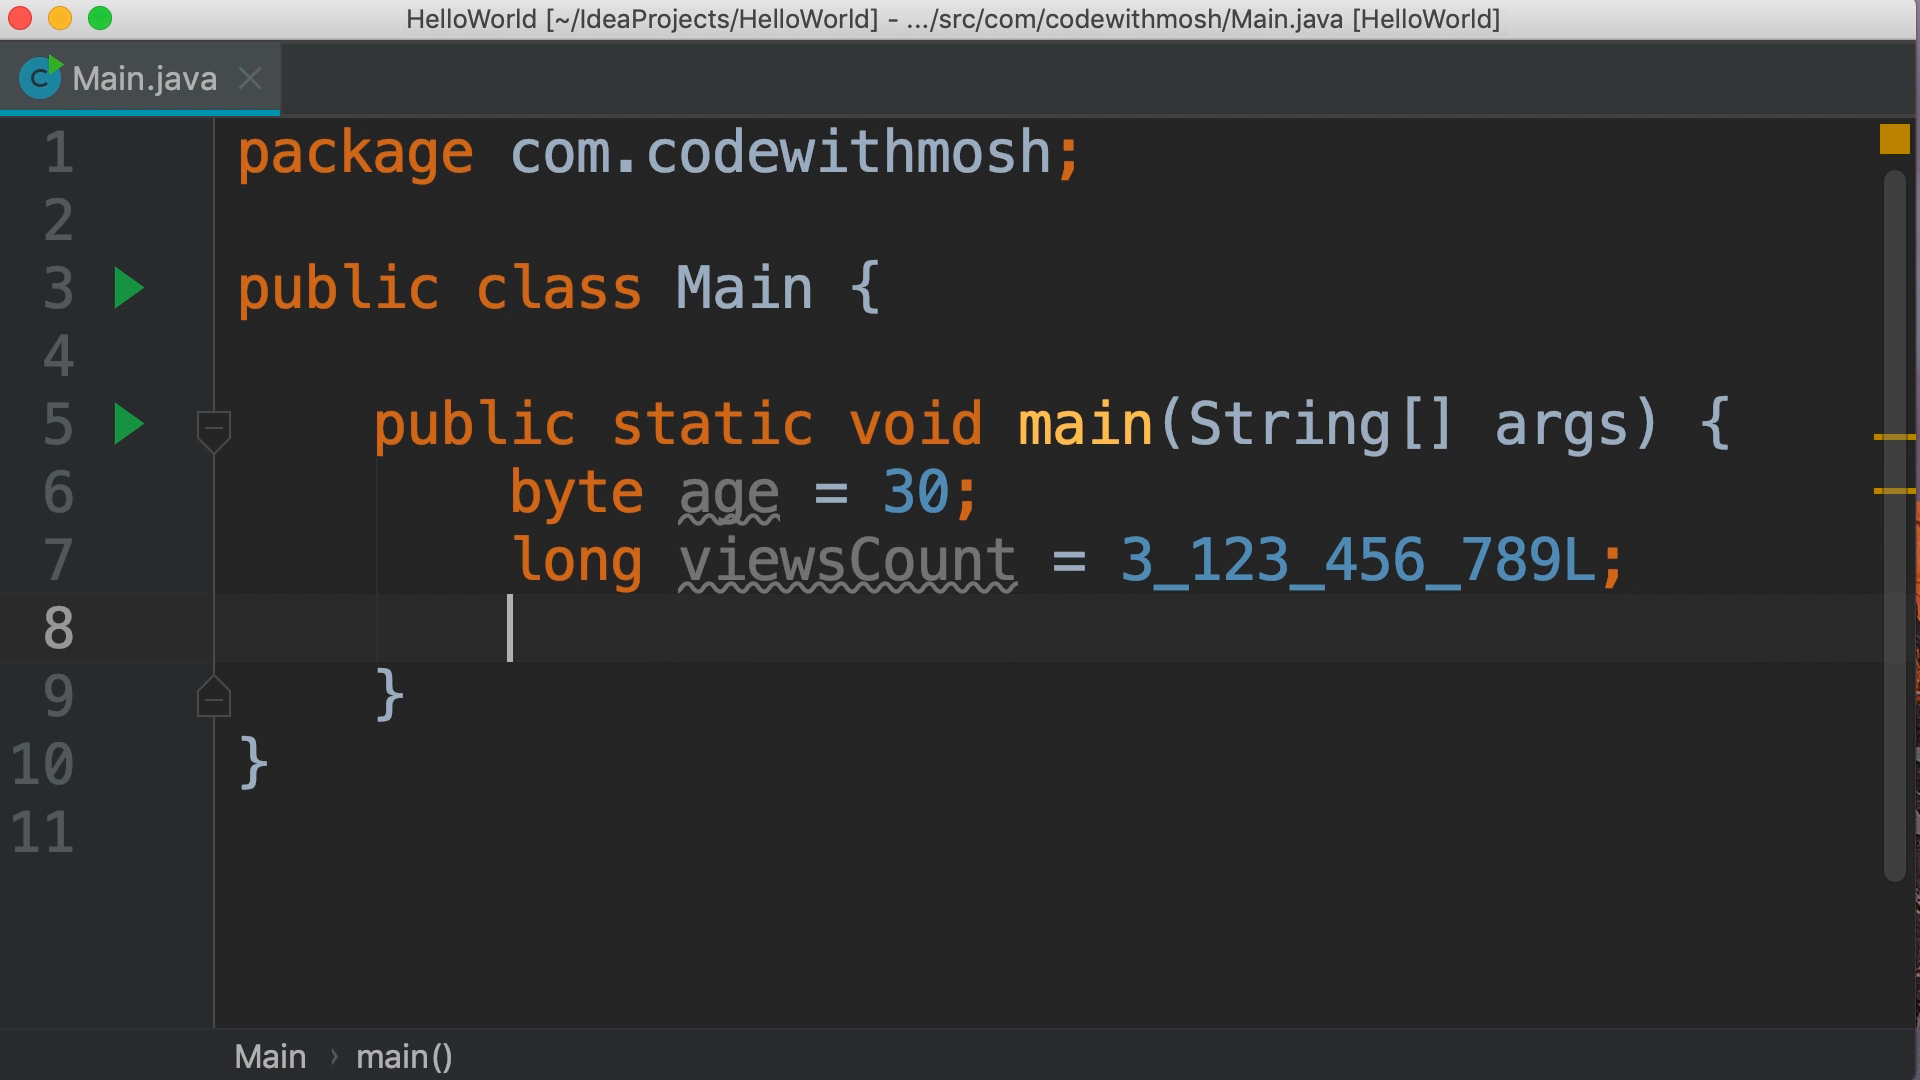 HelloWorld [~/IdeaProjects/HelloWorld] - .../src/com/codewithmosh/Main.java [HelloWorld]
C Main.java
1 package com.codewithmosh;
2
3 public class Main {
4
5 public static void main(String[] args) {
6 byte age = 30;
7 long viewsCount = 3_123_456_789L;
8
9 }
10 }
11
Main › main()